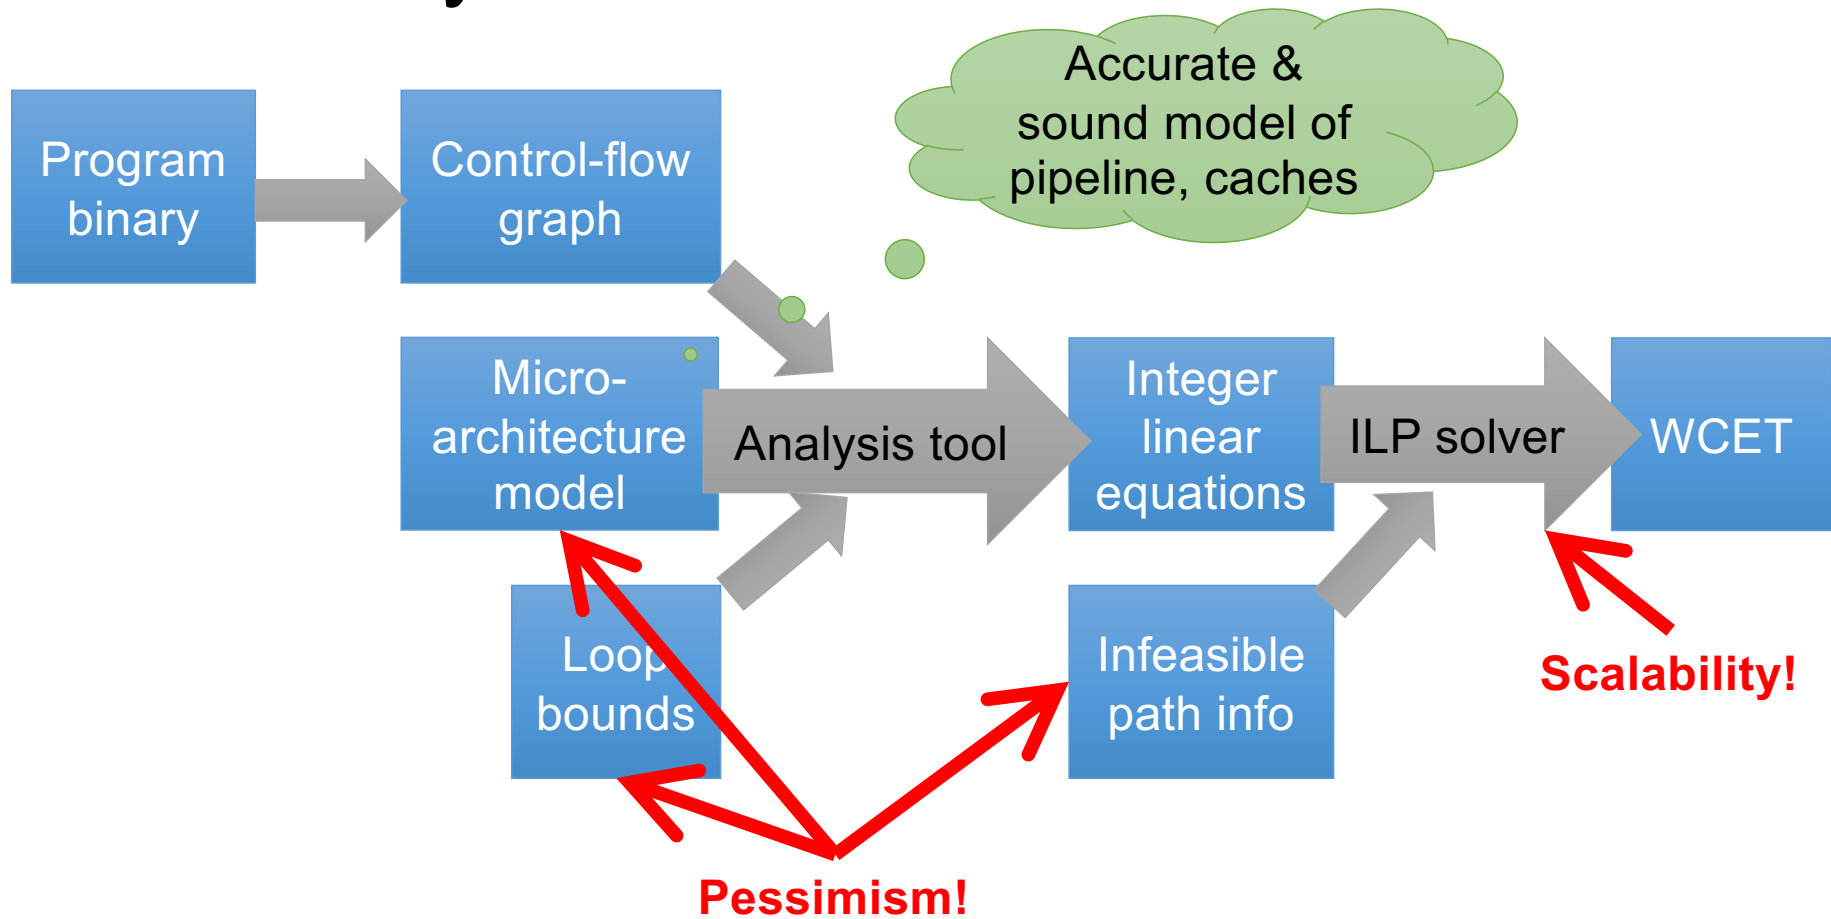 Accurate &
sound model of
pipeline, caches
Program
binary
Control-flow
graph
Micro-
architecture
model
Analysis tool
Integer
linear
equations
ILP solver
WCET
Loop
bounds
Infeasible
path info
Scalability!
Pessimism!